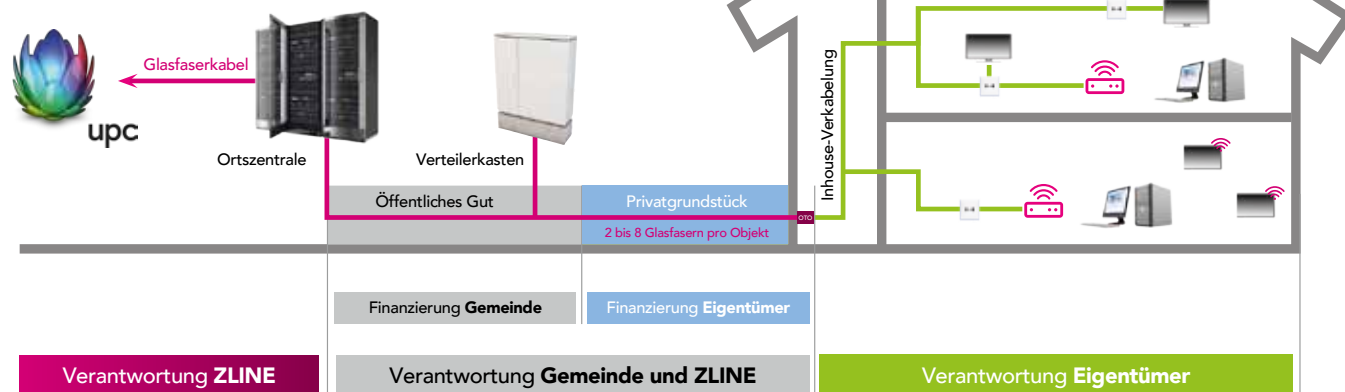 Glasfaserkabel
upc
Ortszentrale
Verteilerkasten
Inhouse-Verkabelung
Öffentliches Gut
Privatgrundstück
2 bis 8 Glasfasern pro Objekt
OTO
Finanzierung Gemeinde
Finanzierung Eigentümer
Verantwortung ZLINE
Verantwortung Gemeinde und ZLINE
Verantwortung Eigentümer